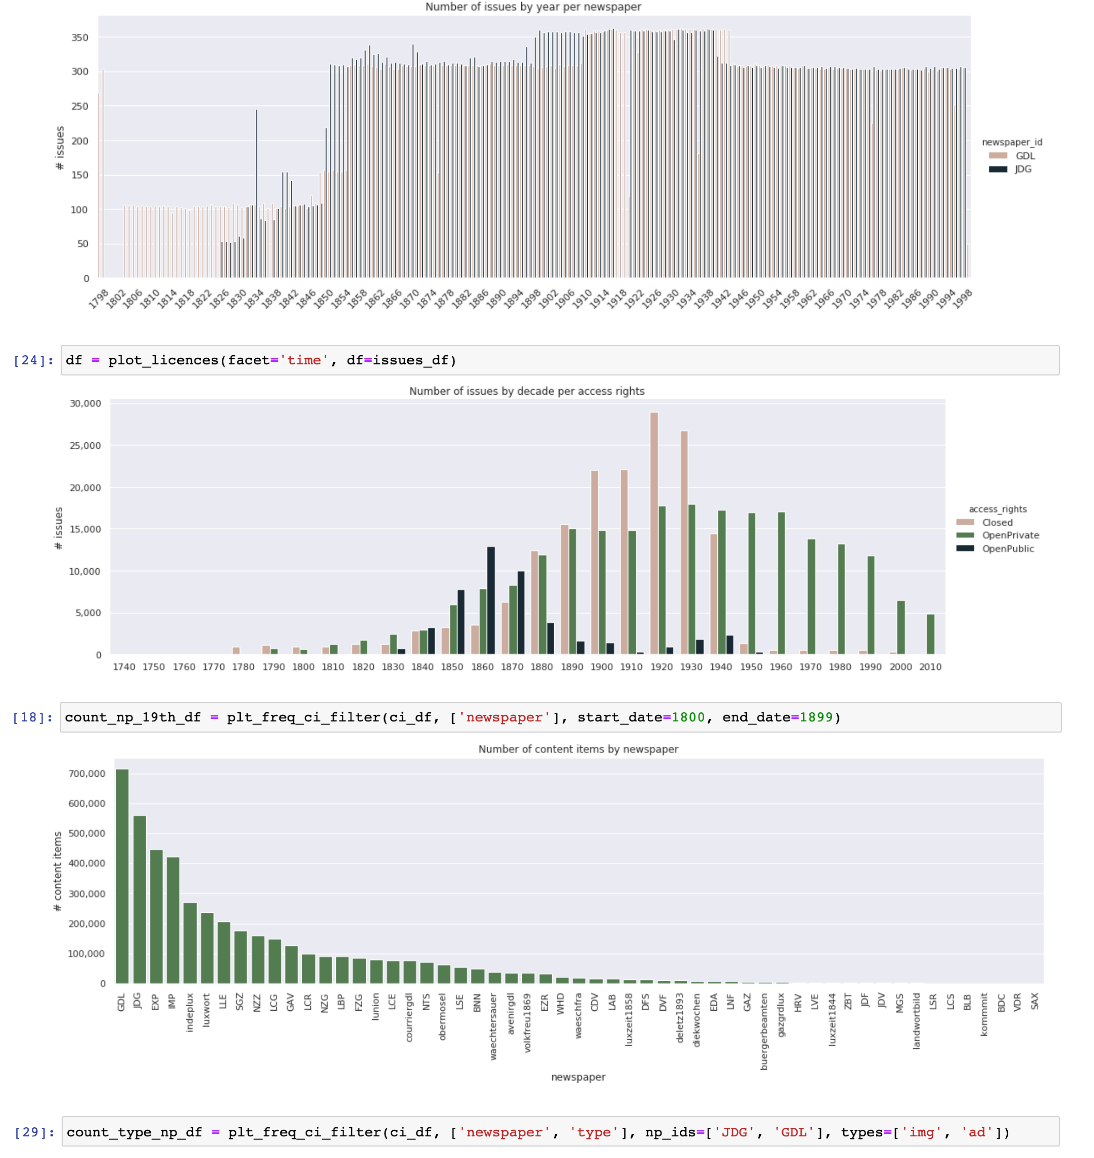 Number of issues by year per newspaper
350
300
250
200
150
100
50
0
# issues
1798 1802 1806 1810 1814 1818 1822 1826 1830 1834 1838 1842 1846 1850 1854 1858 1862 1866 1870 1874 1878 1882 1886 1890 1894 1898 1902 1906 1910 1914 1918 1922 1926 1930 1934 1938 1942 1946 1950 1954 1958 1962 1966 1970 1974 1978 1982 1986 1990 1994 1998
newspaper_id
GDL
JDG
[24]: df = plot_licences(facet='time', df=issues_df)
Number of issues by decade per access rights
30,000
25,000
20,000
15,000
10,000
5,000
0
# issues
1740 1750 1760 1770 1780 1790 1800 1810 1820 1830 1840 1850 1860 1870 1880 1890 1900 1910 1920 1930 1940 1950 1960 1970 1980 1990 2000 2010
access_rights
Closed
OpenPrivate
OpenPublic
[18]: count_np_19th_df = plt_freq_ci_filter(ci_df, ['newspaper'], start_date=1800, end_date=1899)
Number of content items by newspaper
700,000
600,000
500,000
400,000
300,000
200,000
100,000
0
# content items
GDL JDG EXP IMP indeplux luxwort LLE SGZ NZZ LCG GAV LCR NZG LBP FZG lunion LCE courriergdl NTS obermosel LSE BNN waechtersauer avenirgdl volkfreu1869 EZR WHD waeschfra CDV LAB luxzeit1858 DFS DVF deletz1893 diekwochen EDA LNF GAZ buergerbeamten gazgrdlux HRV LVE luxzeit1844 ZBT JDF JDV MGS landwortbild LSR LCS BLB kommmit BDC VDR SAX
newspaper
[29]: count_type_np_df = plt_freq_ci_filter(ci_df, ['newspaper', 'type'], np_ids=['JDG', 'GDL'], types=['img', 'ad'])